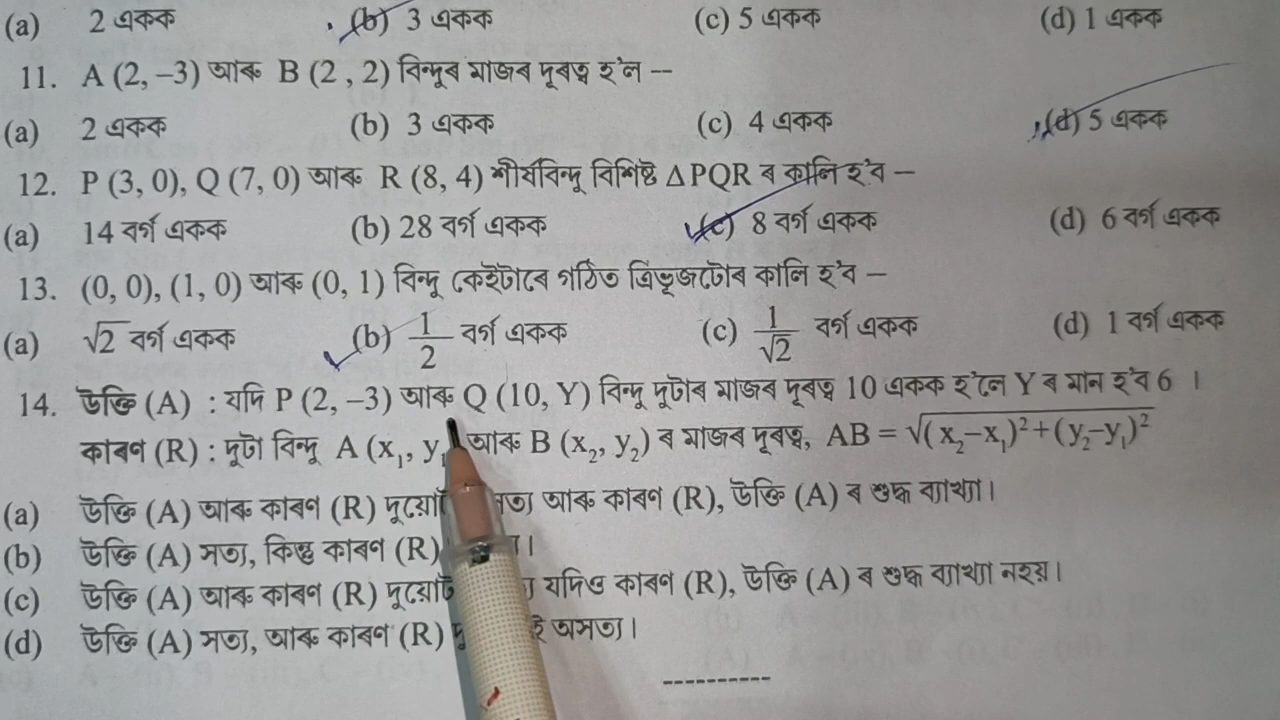 (a) 2 একক (b) 3 একক (c) 5 একক (d) 1 একক
11. A (2, –3) আৰু B (2 , 2) বিন্দুৰ মাজৰ দূৰত্ব হ'ল –
(a) 2 একক (b) 3 একক (c) 4 একক (d) 5 একক
12. P (3, 0), Q (7, 0) আৰু R (8, 4) শীৰ্ষবিন্দু বিশিষ্ট ΔPQR ৰ কালি হ'ব –
(a) 14 বৰ্গ একক (b) 28 বৰ্গ একক (c) 8 বৰ্গ একক (d) 6 বৰ্গ একক
13. (0, 0), (1, 0) আৰু (0, 1) বিন্দু কেইটাৰে গঠিত ত্ৰিভূজটোৰ কালি হ'ব –
(a) √2 বৰ্গ একক (b) 1/2 বৰ্গ একক (c) 1/√2 বৰ্গ একক (d) 1 বৰ্গ একক
14. উক্তি (A) : যদি P (2, –3) আৰু Q (10, Y) বিন্দু দুটাৰ মাজৰ দূৰত্ব 10 একক হ'লে Y ৰ মান হ'ব 6 ।
কাৰণ (R) : দুটা বিন্দু A (x₁, y₁ আৰু B (x₂, y₂) ৰ মাজৰ দূৰত্ব, AB = √(x₂–x₁)²+(y₂–y₁)²
(a) উক্তি (A) আৰু কাৰণ (R) আৰু কাৰণ (R), উক্তি (A) ৰ শুদ্ধ ব্যাখ্যা।
(b) উক্তি (A) সত্য, কিন্তু কাৰণ (R)
(c) উক্তি (A) আৰু কাৰণ (R) যদিও কাৰণ (R), উক্তি (A) ৰ শুদ্ধ ব্যাখ্যা নহয়।
(d) উক্তি (A) সত্য, আৰু কাৰণ (R) অসত্য।